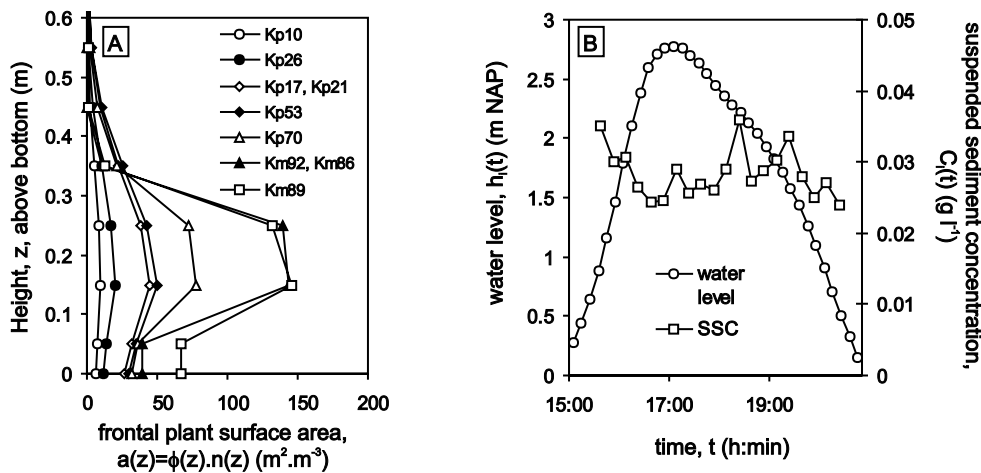 A
Kp10
Kp26
Kp17, Kp21
Kp53
Kp70
Km92, Km86
Km89
0.6
0.5
0.4
0.3
0.2
0.1
0
0 50 100 150 200
Height, z, above bottom (m)
frontal plant surface area,
a(z)=ϕ(z).n(z) (m².m⁻³)
B
3
2.5
2
1.5
1
0.5
0
water level, hᵢ(t) (m NAP)
0.05
0.04
0.03
0.02
0.01
0
suspended sediment concentration,
Cᵢ(t) (g l⁻¹)
water
level
SSC
15:00 17:00 19:00
time, t (h:min)